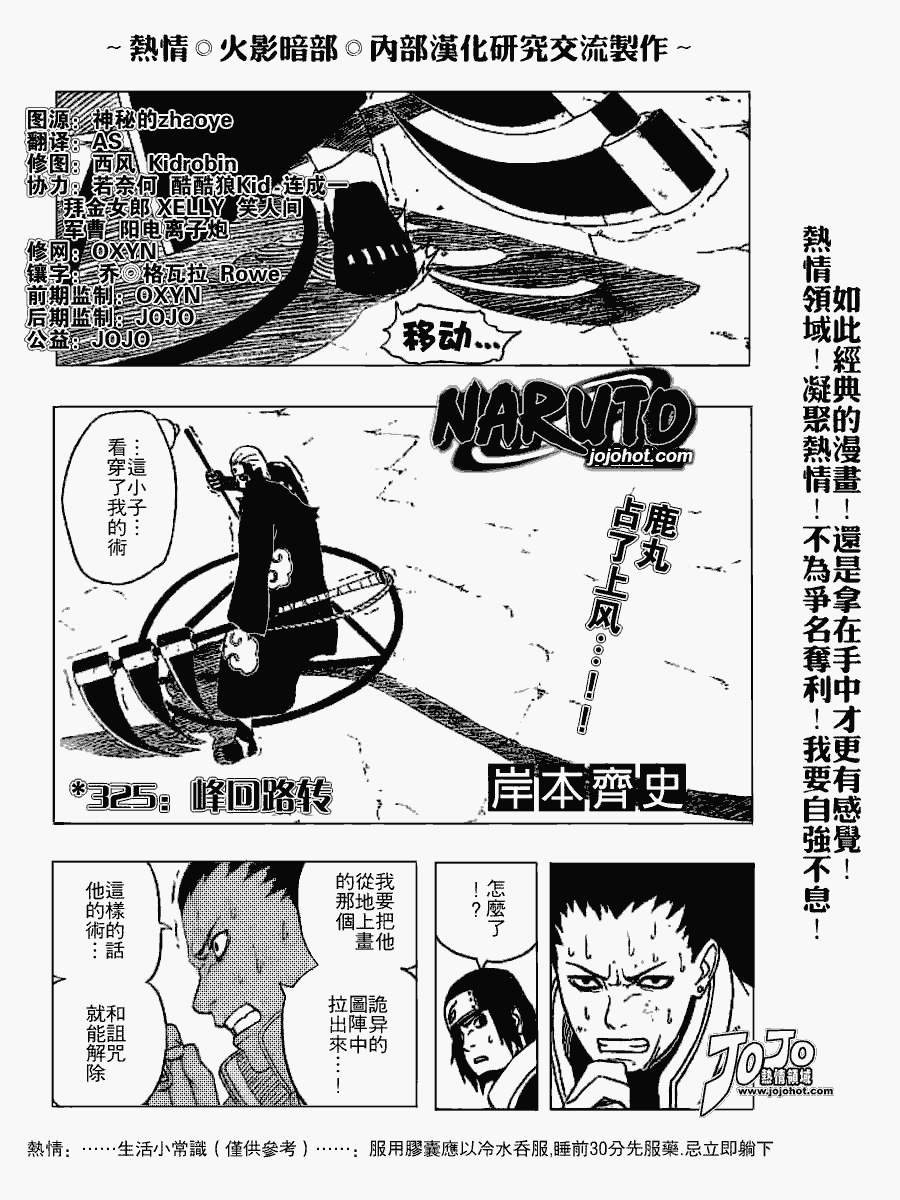 ~熱情◎火影暗部◎內部漢化研究交流製作~
图源：神秘的zhaoye
翻译：AS
修图：西风 Kidrobin
协力：若奈何 酷酷狼Kid 连成一
拜金女郎 XELLY 笑人间
军曹 阳电离子炮
修网：OXYN
镶字：乔◎格瓦拉 Rowe
前期监制：OXYN
后期监制：JOJO
公益：JOJO
移动...
如此經典的漫畫！還是拿在手中才更有感覺！
熱情領域！凝聚熱情！不為爭名奪利！我要自強不息！
NARUTO
jojohot.com
鹿丸
占了上风……！！
…這小子…
看穿了我的術
*325：峰回路转
岸本齊史
怎麼了
！？
我要把他
從地上畫
的那個
詭异的
圖陣中
拉出來…！
這樣的話
他的術…
和詛咒
就能解除
JOJO
熱情領域
www.jojohot.com
熱情：……生活小常識（僅供參考）……：服用膠囊應以冷水吞服,睡前30分先服藥.忌立即躺下